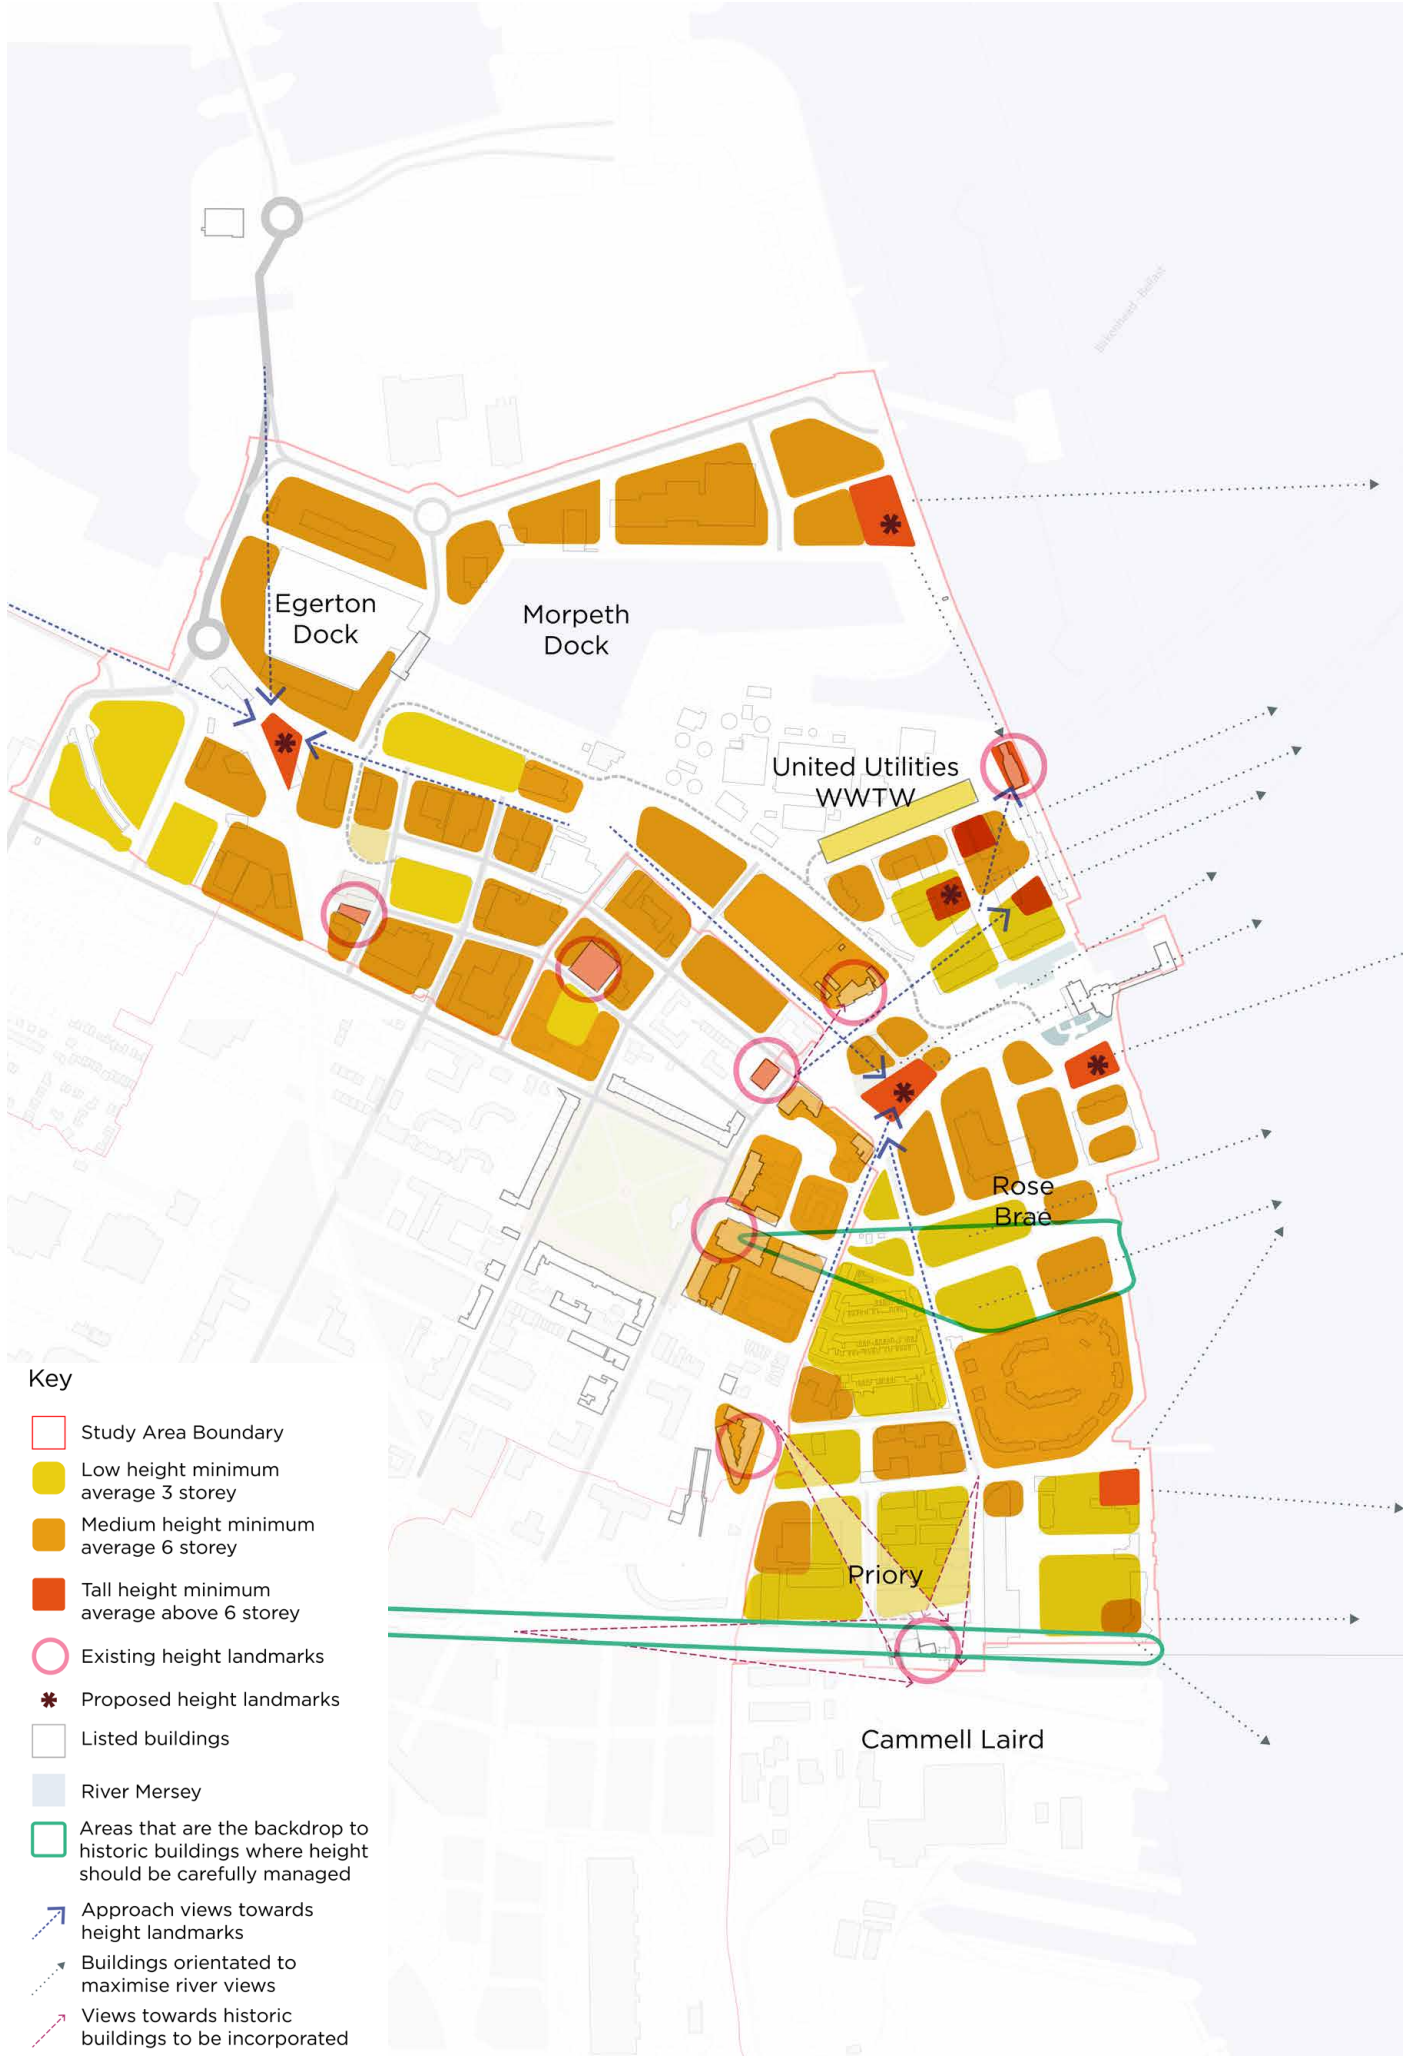 Birkenhead - Belfast
Egerton
Dock
Morpeth
Dock
United Utilities
WWTW
Rose
Brae
Priory
Cammell Laird
Key
Study Area Boundary
Low height minimum
average 3 storey
Medium height minimum
average 6 storey
Tall height minimum
average above 6 storey
Existing height landmarks
Proposed height landmarks
Listed buildings
River Mersey
Areas that are the backdrop to
historic buildings where height
should be carefully managed
Approach views towards
height landmarks
Buildings orientated to
maximise river views
Views towards historic
buildings to be incorporated